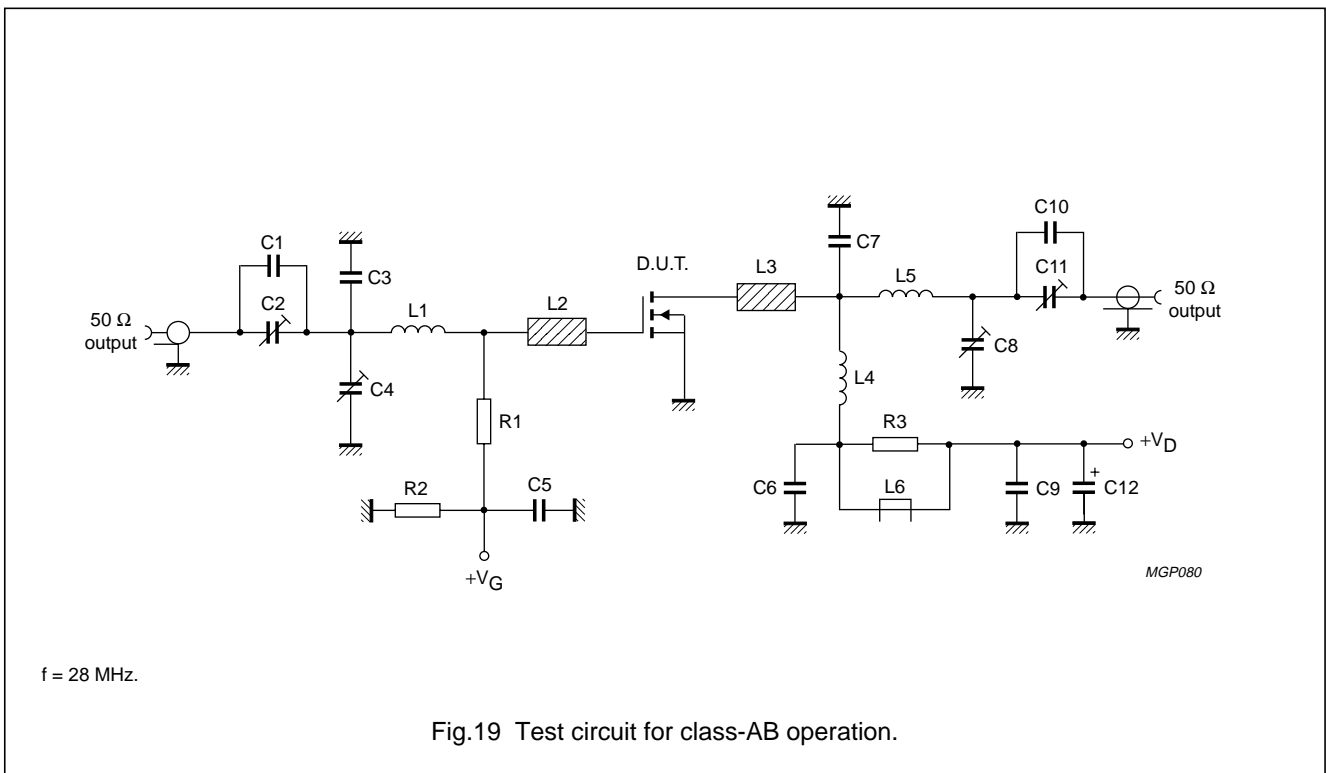 C1
C2
C3
C4
50 Ω
output
L1
L2
D.U.T.
L3
C7
L5
C10
C11
50 Ω
output
C8
L4
R1
R2
C5
+VG
R3
L6
C6
C9
+
C12
+VD
MGP080
f = 28 MHz.
Fig.19 Test circuit for class-AB operation.